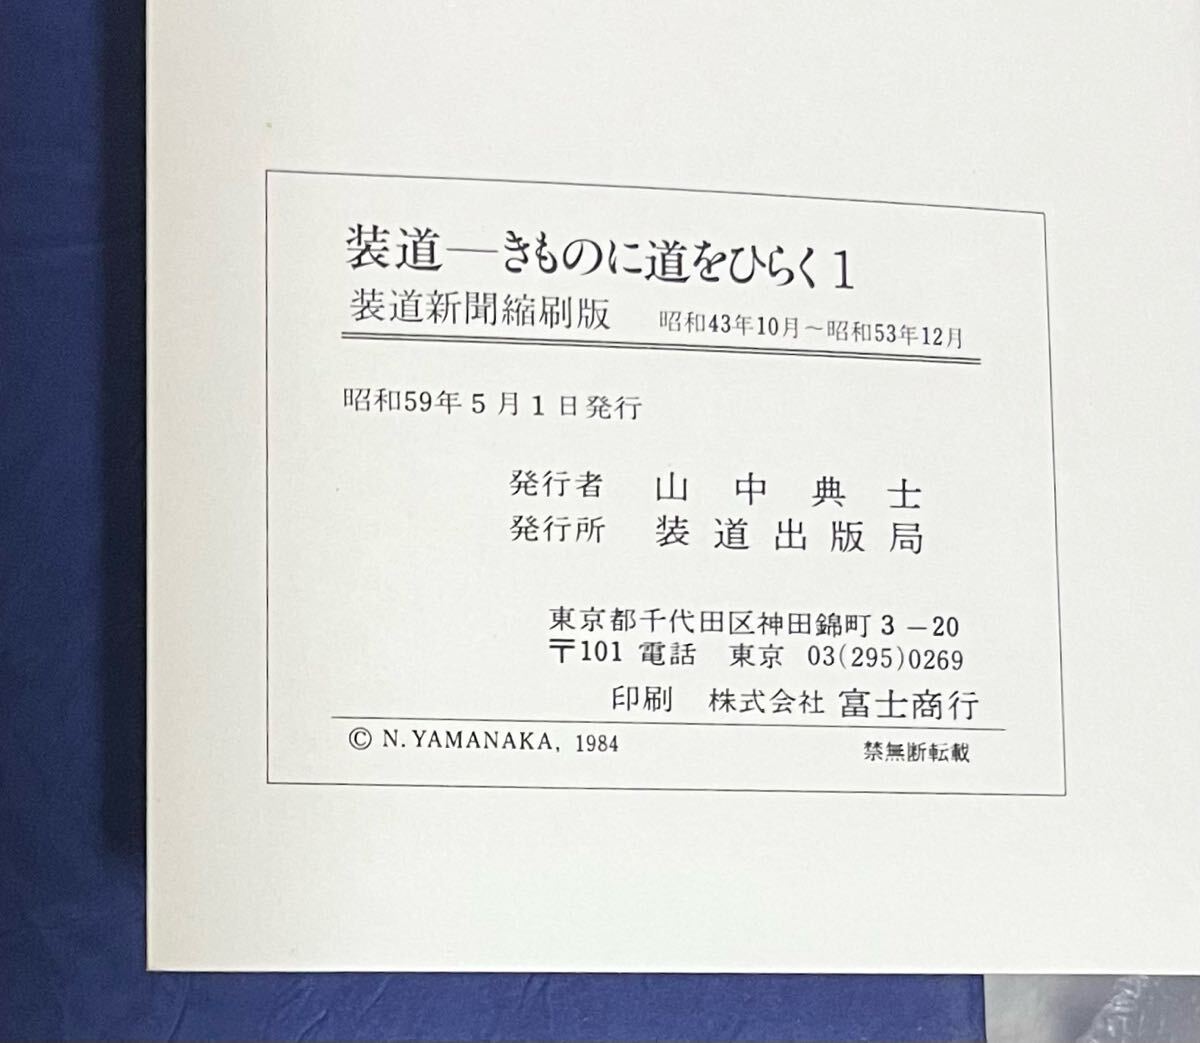 装道―きものに道をひらく1
装道新聞縮刷版 昭和43年10月～昭和53年12月
昭和59年5月1日発行
発行者 山中典士
発行所 装道出版局
東京都千代田区神田錦町3-20
〒101 電話 東京 03(295)0269
印刷 株式会社 富士商行
© N. YAMANAKA, 1984 禁無断転載